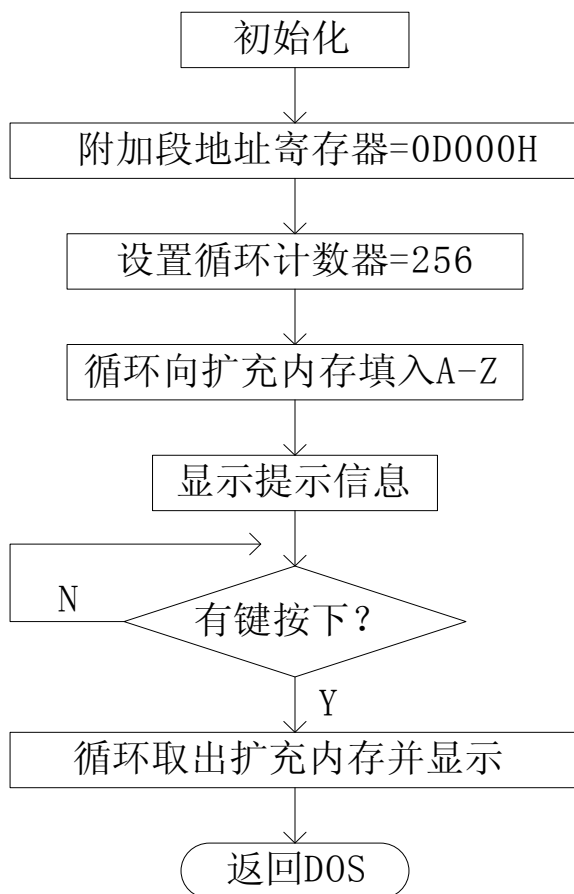 初始化
附加段地址寄存器=0D000H
设置循环计数器=256
循环向扩充内存填入A-Z
显示提示信息
N
有键按下？
Y
循环取出扩充内存并显示
返回DOS